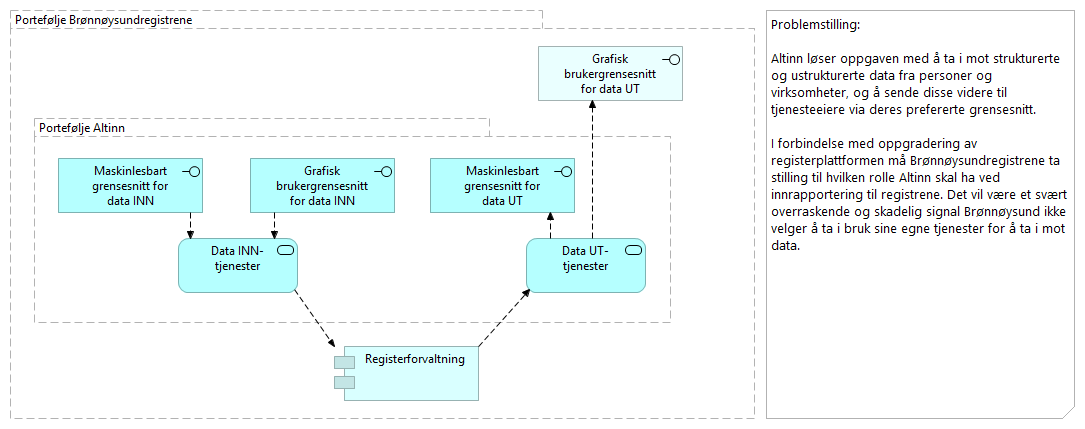 Portefølje Brønnøysundregistrene
Grafisk
brukergrensesnitt
for data UT
Portefølje Altinn
Maskinlesbart
grensesnitt for
data INN
Grafisk
brukergrensesnitt
for data INN
Maskinlesbart
grensesnitt for
data UT
Data INN-
tjenester
Data UT-
tjenester
Registerforvaltning
Problemstilling:
Altinn løser oppgaven med å ta i mot strukturerte
og ustrukturerte data fra personer og
virksomheter, og å sende disse videre til
tjenesteeiere via deres prefererte grensesnitt.
I forbindelse med oppgradering av
registerplattformen må Brønnøysundregistrene ta
stilling til hvilken rolle Altinn skal ha ved
innrapportering til registrene. Det vil være et svært
overraskende og skadelig signal Brønnøysund ikke
velger å ta i bruk sine egne tjenester for å ta i mot
data.